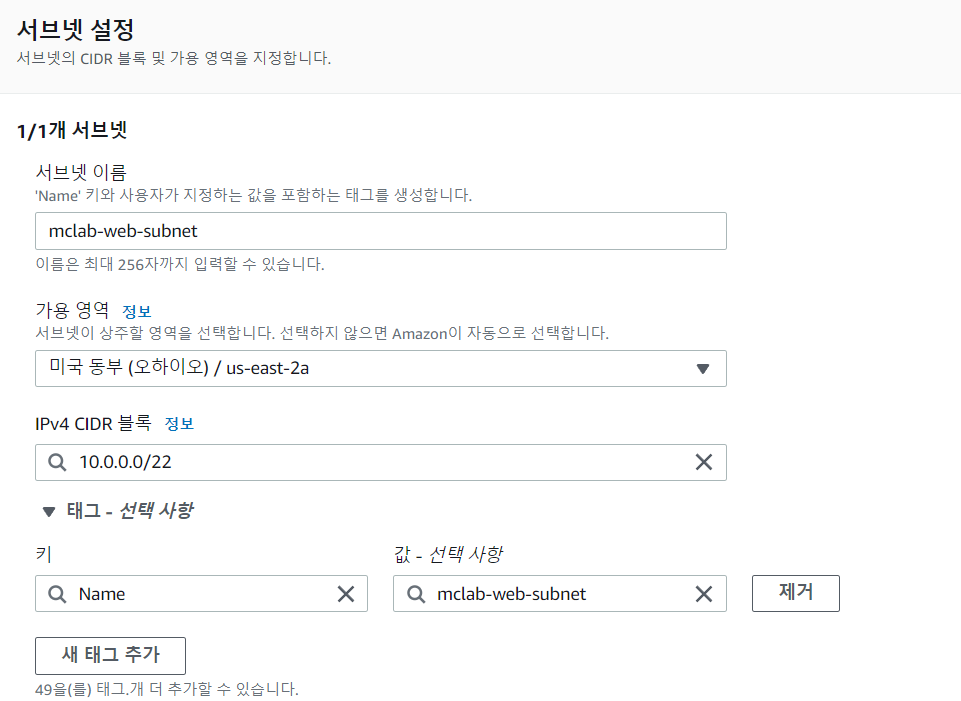 서브넷 설정
서브넷의 CIDR 블록 및 가용 영역을 지정합니다.
1/1개 서브넷
서브넷 이름
'Name' 키와 사용자가 지정하는 값을 포함하는 태그를 생성합니다.
mclab-web-subnet
이름은 최대 256자까지 입력할 수 있습니다.
가용 영역 정보
서브넷이 상주할 영역을 선택합니다. 선택하지 않으면 Amazon이 자동으로 선택합니다.
미국 동부 (오하이오) / us-east-2a
IPv4 CIDR 블록 정보
10.0.0.0/22
태그 - 선택 사항
키 값 - 선택 사항
Name mclab-web-subnet 제거
새 태그 추가
49을(를) 태그.개 더 추가할 수 있습니다.